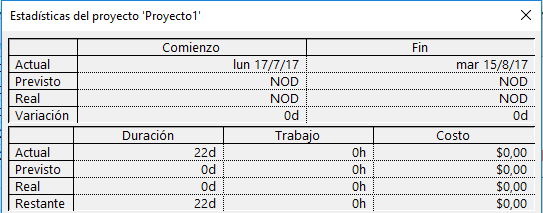 Estadísticas del proyecto 'Proyecto1'
Comienzo Fin
Actual lun 17/7/17 mar 15/8/17
Previsto NOD NOD
Real NOD NOD
Variación 0d 0d
Duración Trabajo Costo
Actual 22d 0h $0,00
Previsto 0d 0h $0,00
Real 0d 0h $0,00
Restante 22d 0h $0,00